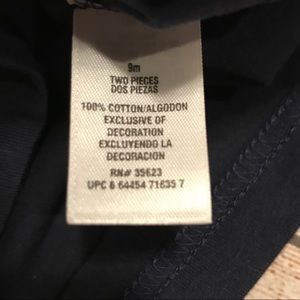 9m
TWO PIECES
DOS PIEZAS
100% COTTON/ALGODON
EXCLUSIVE OF
DECORATION
EXCLUYENDO LA
DECORACION
RN# 35623
UPC 6 64454 71635 7